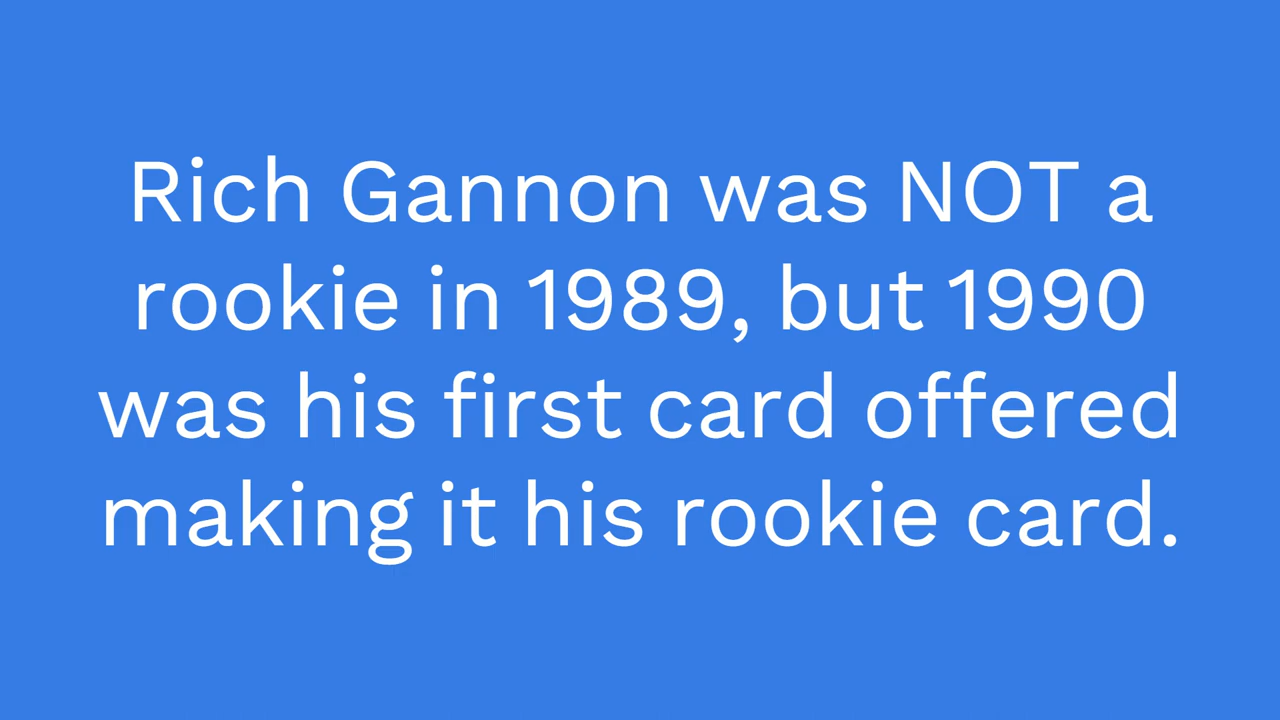 Rich Gannon was NOT a
rookie in 1989, but 1990
was his first card offered
making it his rookie card.